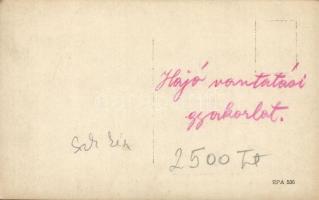 Hajó vontatási
gyakorlat.
2500 Ft
RPA 536